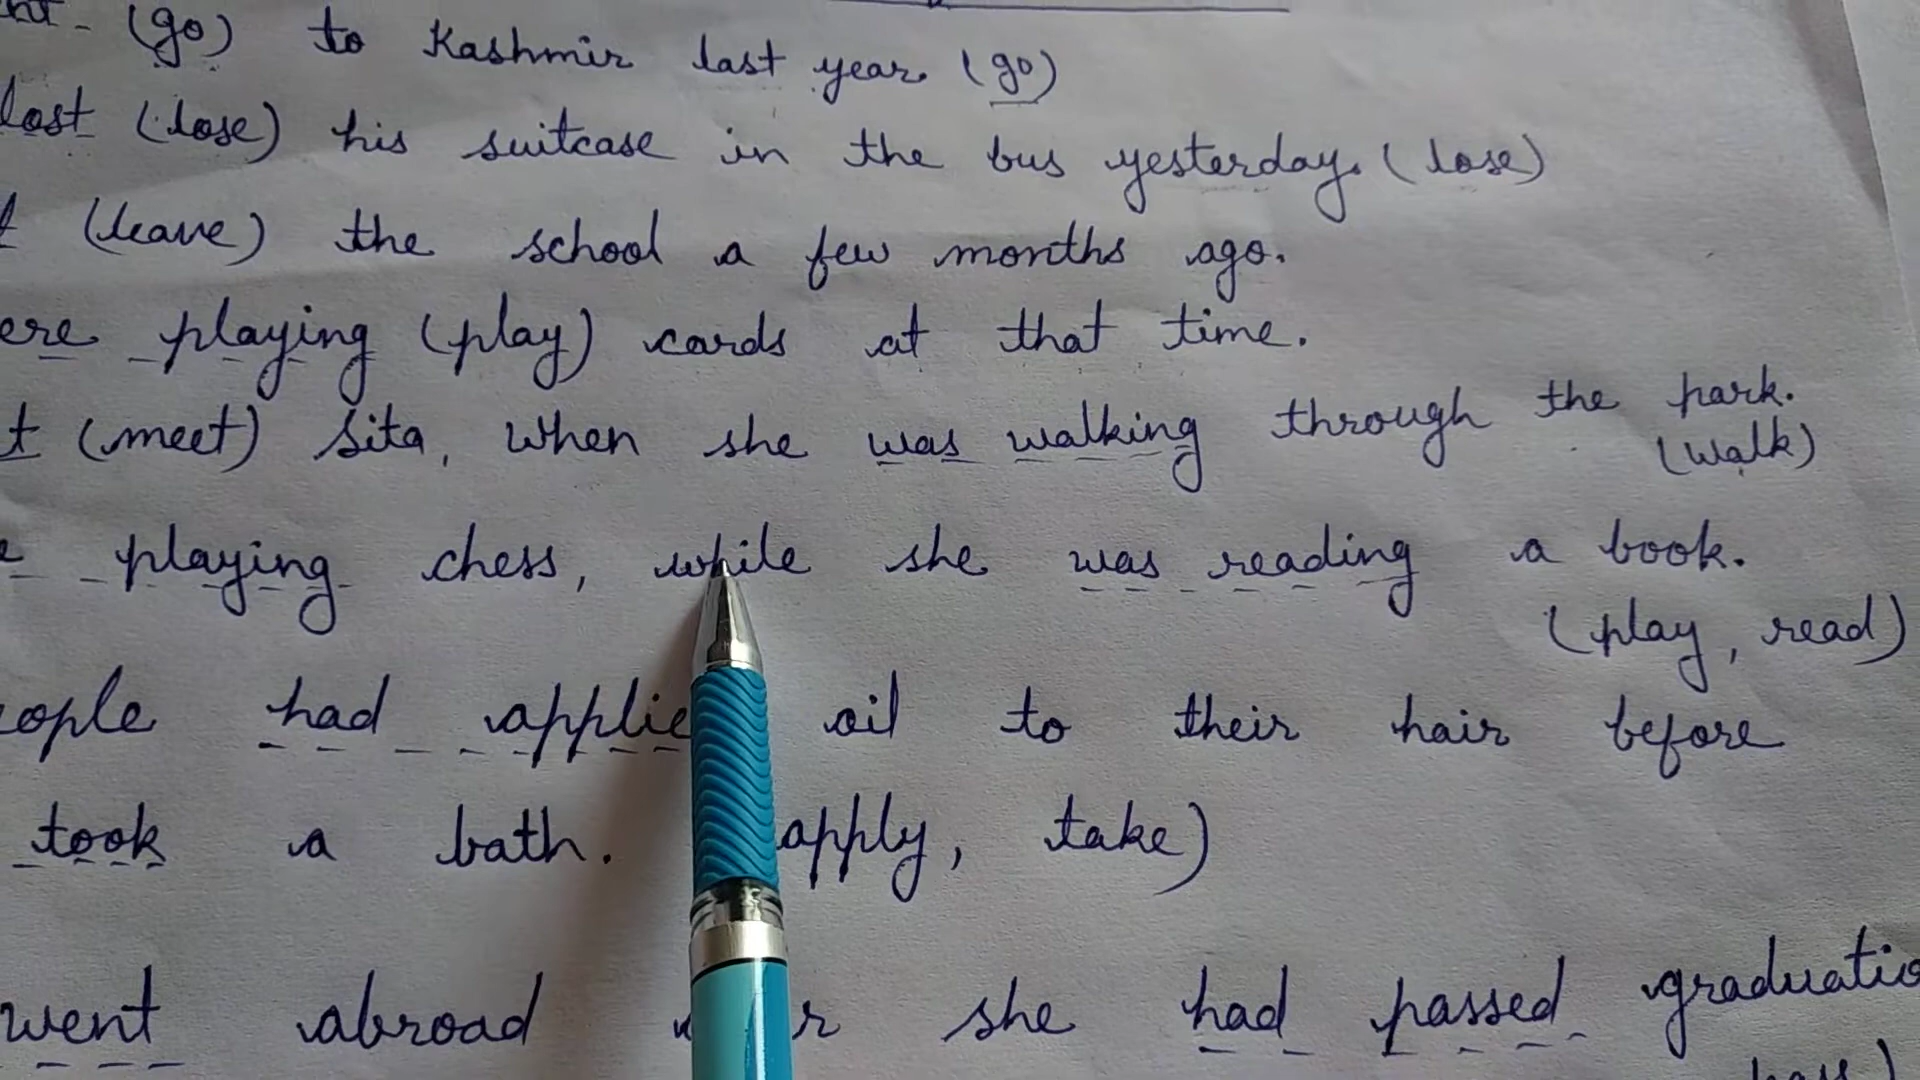 (go) to Kashmir last year. (go)
lost (lose) his suitcase in the bus yesterday. (lose)
(leave) the school a few months ago.
ere playing (play) cards at that time.
t (meet) Sita, when she was walking through the park.
(walk)
playing chess, while she was reading a book.
(play, read)
eople had applie oil to their hair before
took a bath. apply, take)
went abroad r she had passed graduatio